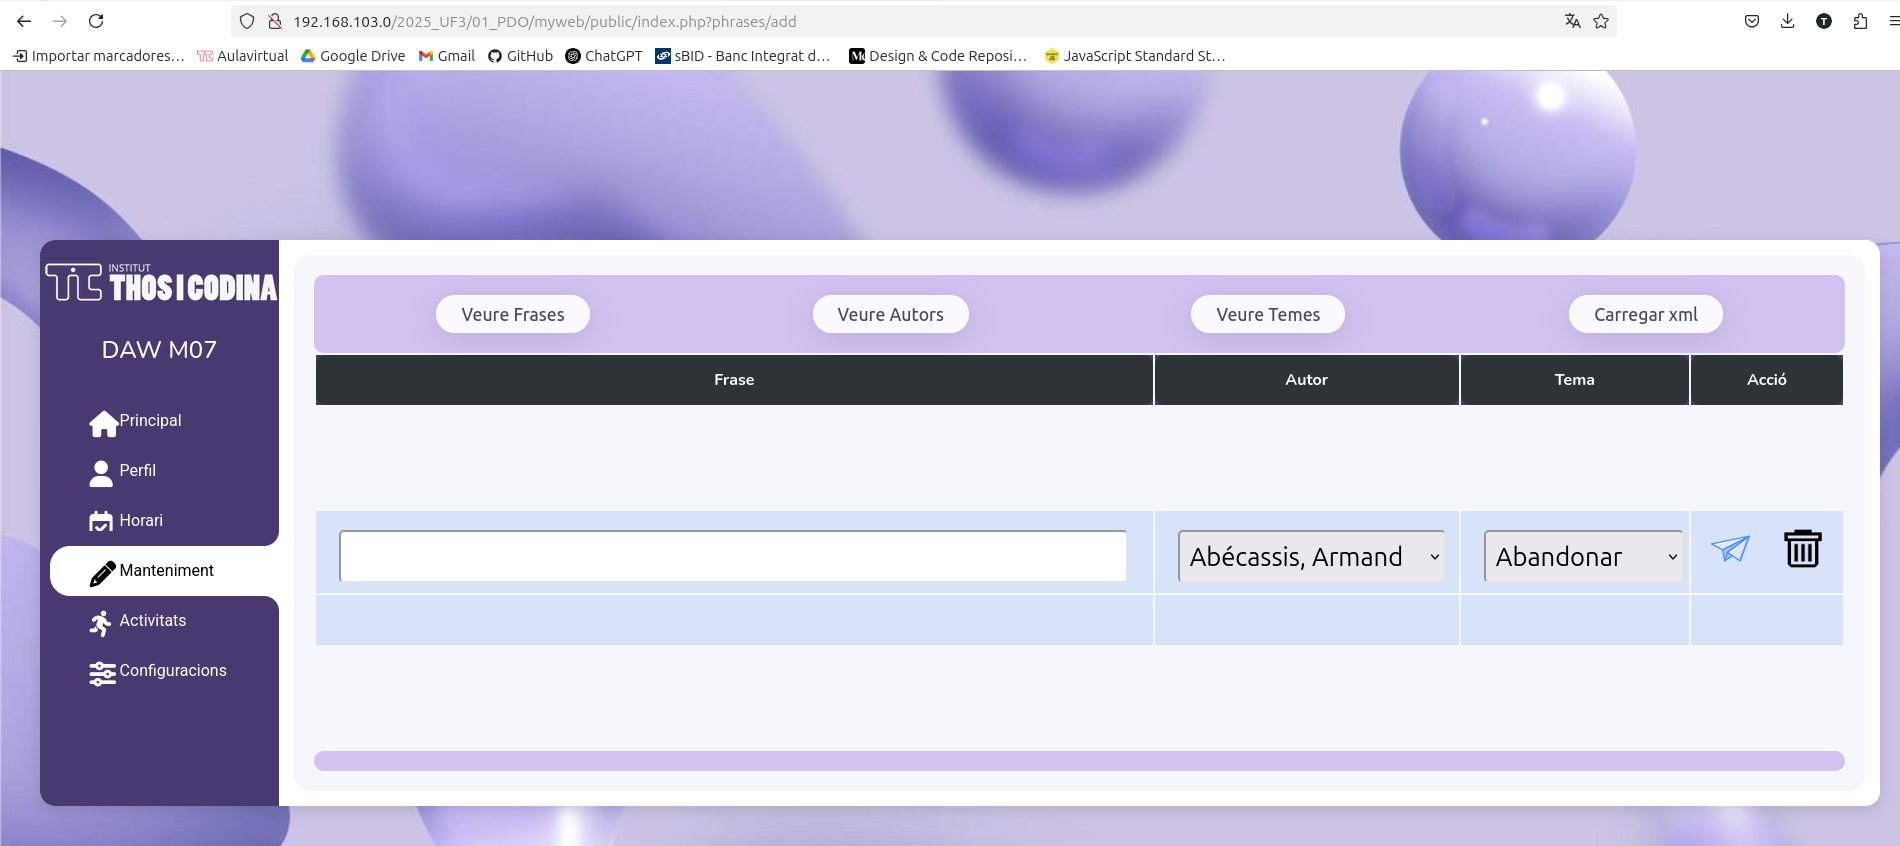 192.168.103.0/2025_UF3/01_PDO/myweb/public/index.php?phrases/add
Importar marcadores… Aulavirtual Google Drive Gmail GitHub ChatGPT sBID - Banc Integrat d… Design & Code Reposi… JavaScript Standard St…
INSTITUT
THOS I CODINA
DAW M07
Principal
Perfil
Horari
Manteniment
Activitats
Configuracions
Veure Frases Veure Autors Veure Temes Carregar xml
Frase Autor Tema Acció
Abécassis, Armand Abandonar